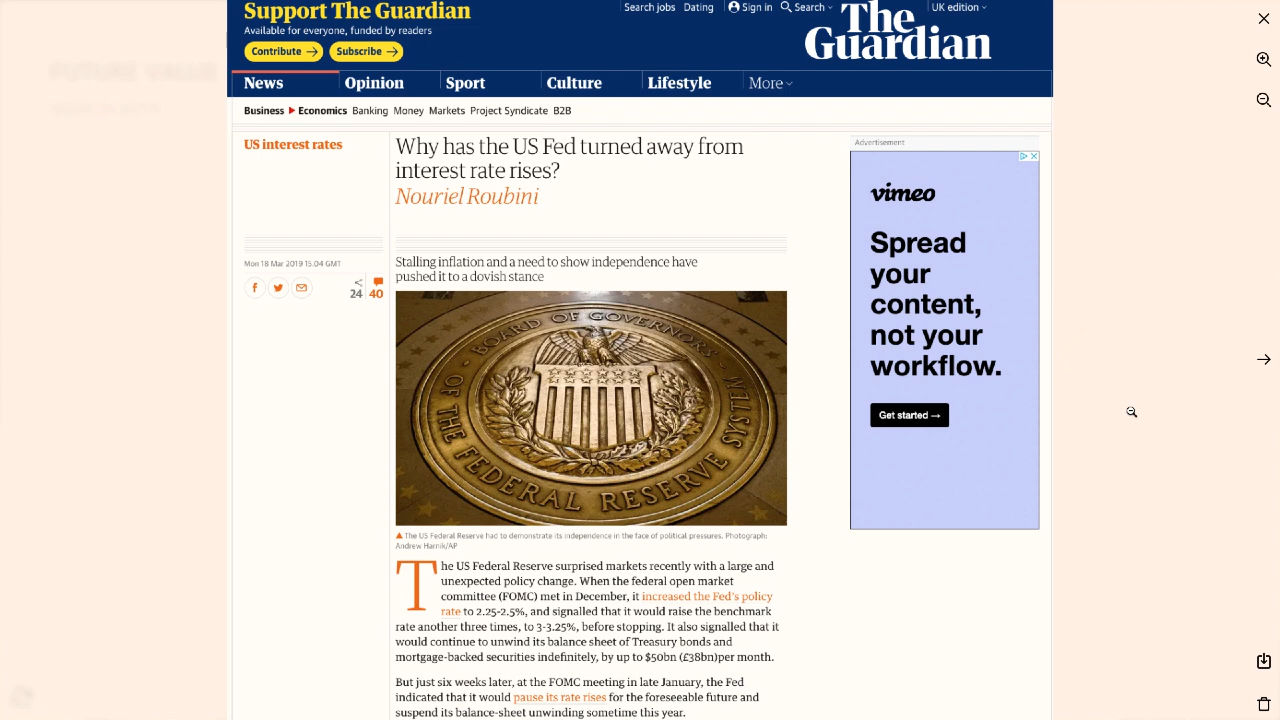 Support The Guardian
Available for everyone, funded by readers
Contribute →
Subscribe →
Search jobs
Dating
Sign in
Search
UK edition
The
Guardian
News
Opinion
Sport
Culture
Lifestyle
More
Business
Economics
Banking
Money
Markets
Project Syndicate
B2B
US interest rates
Why has the US Fed turned away from
interest rate rises?
Nouriel Roubini
Mon 18 Mar 2019 15.04 GMT
24
40
Stalling inflation and a need to show independence have
pushed it to a dovish stance
BOARD OF GOVERNORS
OF THE FEDERAL RESERVE SYSTEM
The US Federal Reserve had to demonstrate its independence in the face of political pressures. Photograph:
Andrew Harnik/AP
The US Federal Reserve surprised markets recently with a large and
unexpected policy change. When the federal open market
committee (FOMC) met in December, it increased the Fed's policy
rate to 2.25-2.5%, and signalled that it would raise the benchmark
rate another three times, to 3-3.25%, before stopping. It also signalled that it
would continue to unwind its balance sheet of Treasury bonds and
mortgage-backed securities indefinitely, by up to $50bn (£38bn)per month.
But just six weeks later, at the FOMC meeting in late January, the Fed
indicated that it would pause its rate rises for the foreseeable future and
suspend its balance-sheet unwinding sometime this year.
Advertisement
vimeo
Spread
your
content,
not your
workflow.
Get started →
FUTURE VALUE